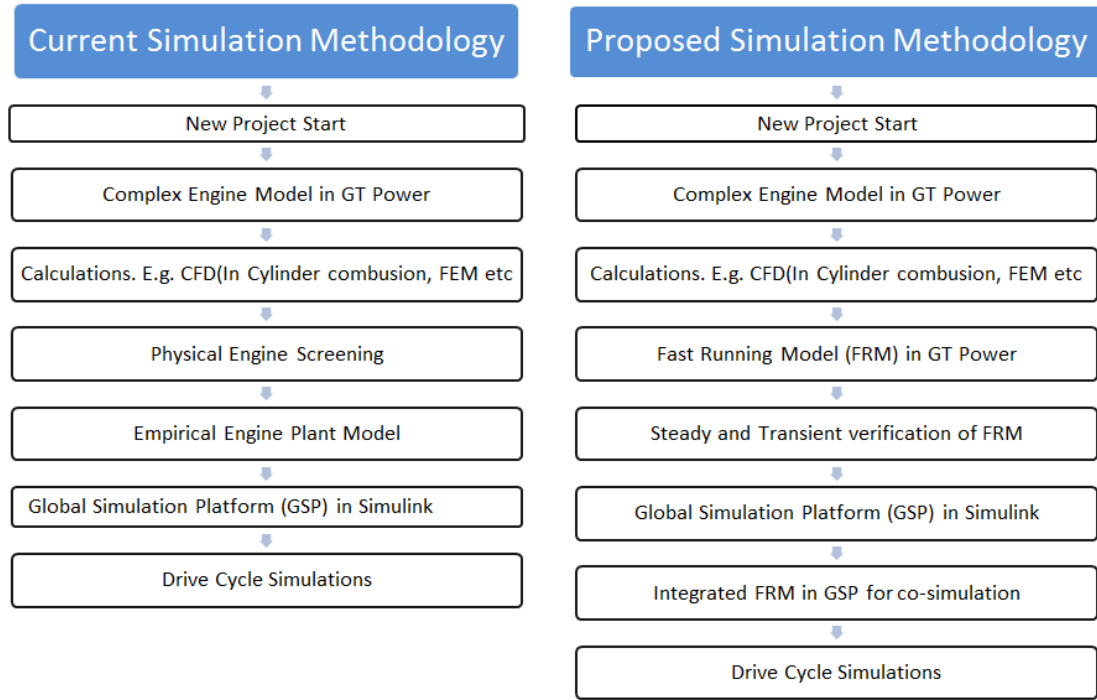 Current Simulation Methodology
New Project Start
Complex Engine Model in GT Power
Calculations. E.g. CFD(In Cylinder combusion, FEM etc
Physical Engine Screening
Empirical Engine Plant Model
Global Simulation Platform (GSP) in Simulink
Drive Cycle Simulations
Proposed Simulation Methodology
New Project Start
Complex Engine Model in GT Power
Calculations. E.g. CFD(In Cylinder combusion, FEM etc
Fast Running Model (FRM) in GT Power
Steady and Transient verification of FRM
Global Simulation Platform (GSP) in Simulink
Integrated FRM in GSP for co-simulation
Drive Cycle Simulations